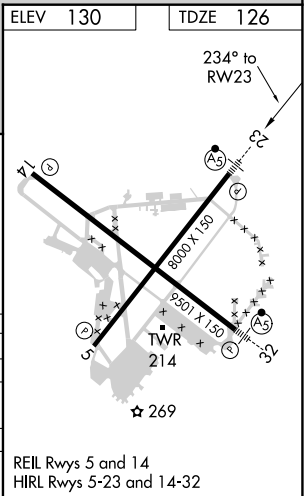 ELEV 130
TDZE 126
234° to
RW23
23
A5
P
14
P
8000 X 150
9501 X 150
P
5
TWR
214
A5
P
32
269
REIL Rwys 5 and 14
HIRL Rwys 5-23 and 14-32